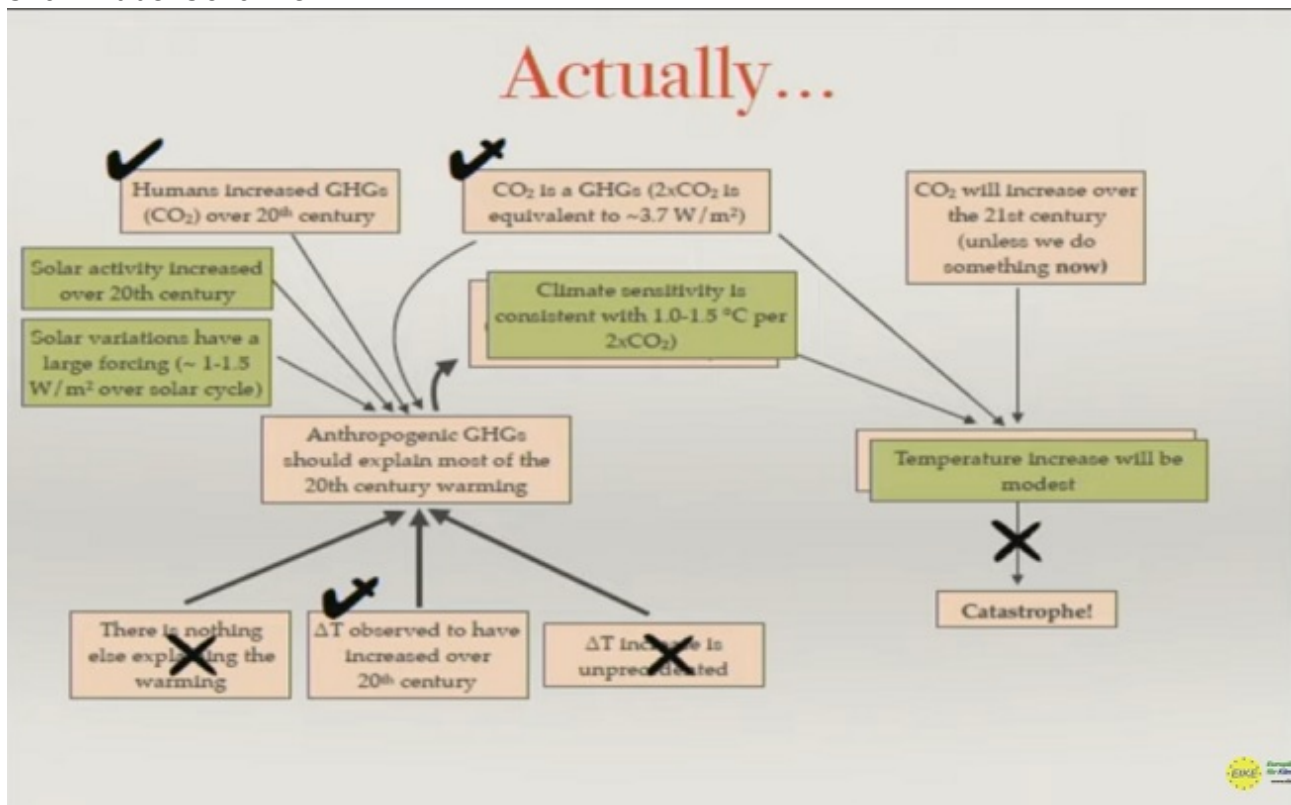 Actually...
Humans increased GHGs
(CO₂) over 20th century
CO₂ is a GHGs (2xCO₂ is
equivalent to ~3.7 W/m²)
CO₂ will increase over
the 21st century
(unless we do
something now)
Solar activity increased
over 20th century
Solar variations have a
large forcing (~ 1-1.5
W/m² over solar cycle)
Climate sensitivity is
consistent with 1.0-1.5 °C per
2xCO₂)
Anthropogenic GHGs
should explain most of the
20th century warming
Temperature increase will be
modest
Catastrophe!
There is nothing
else explaining the
warming
ΔT observed to have
increased over
20th century
ΔT increase is
unprecedented
EIKE